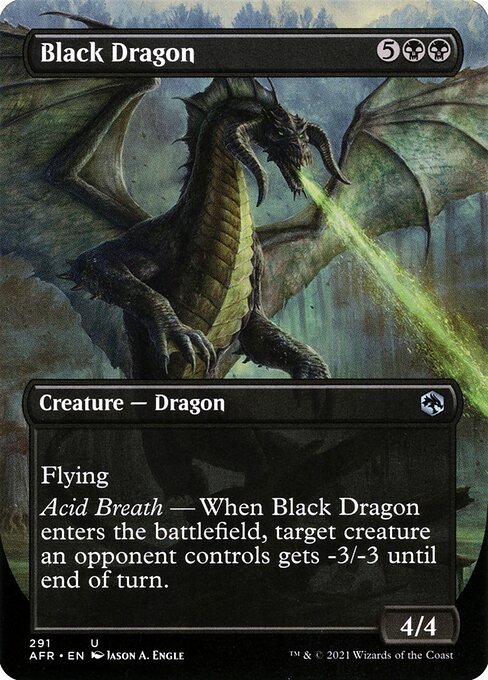 Black Dragon 5
Creature — Dragon
Flying
Acid Breath — When Black Dragon
enters the battlefield, target creature
an opponent controls gets -3/-3 until
end of turn.
4/4
291 U
AFR • EN Jason A. Engle ™ & © 2021 Wizards of the Coast